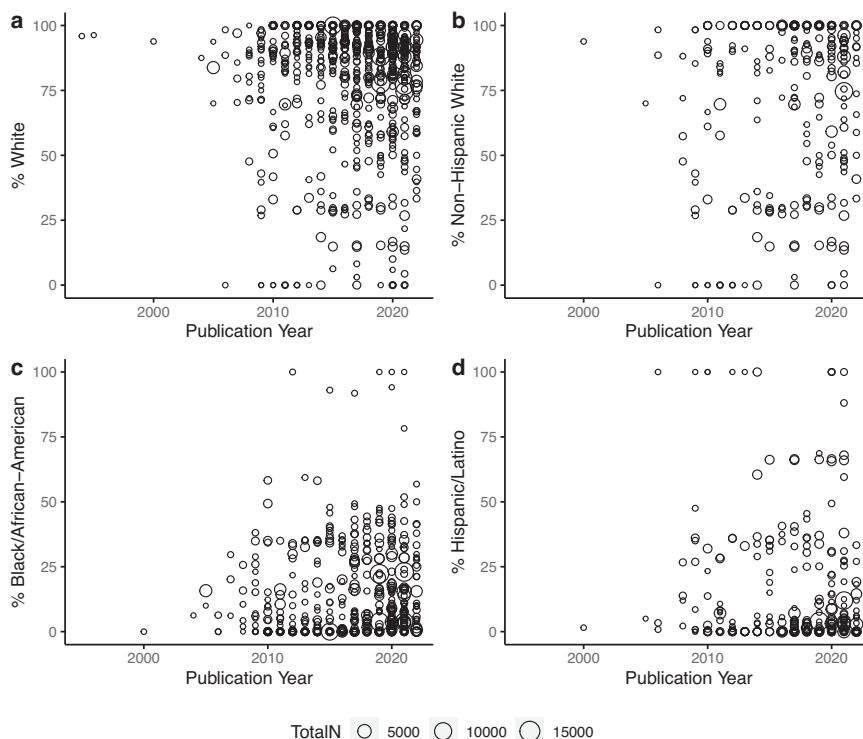 a
100
75
50
25
0
% White
2000
2010
2020
Publication Year
b
100
75
50
25
0
% Non−Hispanic White
2000
2010
2020
Publication Year
c
100
75
50
25
0
% Black/African−American
2000
2010
2020
Publication Year
d
100
75
50
25
0
% Hispanic/Latino
2000
2010
2020
Publication Year
TotalN 5000 10000 15000